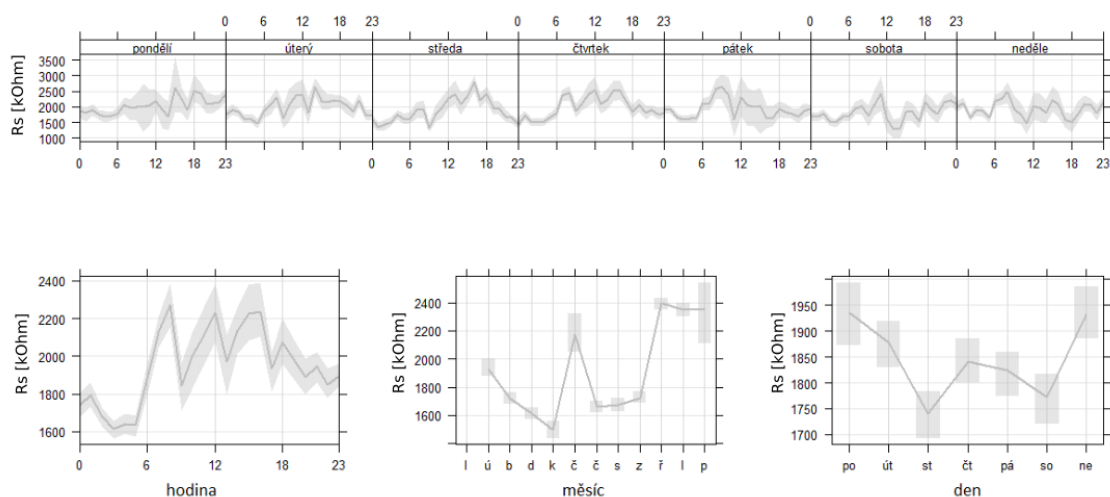 0 6 12 18 23 0 6 12 18 23 0 6 12 18 23
pondělí úterý středa čtvrtek pátek sobota neděle
Rs [kOhm]
3500
3000
2500
2000
1500
1000
0 6 12 18 23 0 6 12 18 23 0 6 12 18 23 0 6 12 18 23
Rs [kOhm]
2400
2200
2000
1800
1600
0 6 12 18 23
hodina
Rs [kOhm]
2400
2200
2000
1800
1600
l ú b d k č č s z ř l p
měsíc
Rs [kOhm]
1950
1900
1850
1800
1750
1700
po út st čt pá so ne
den